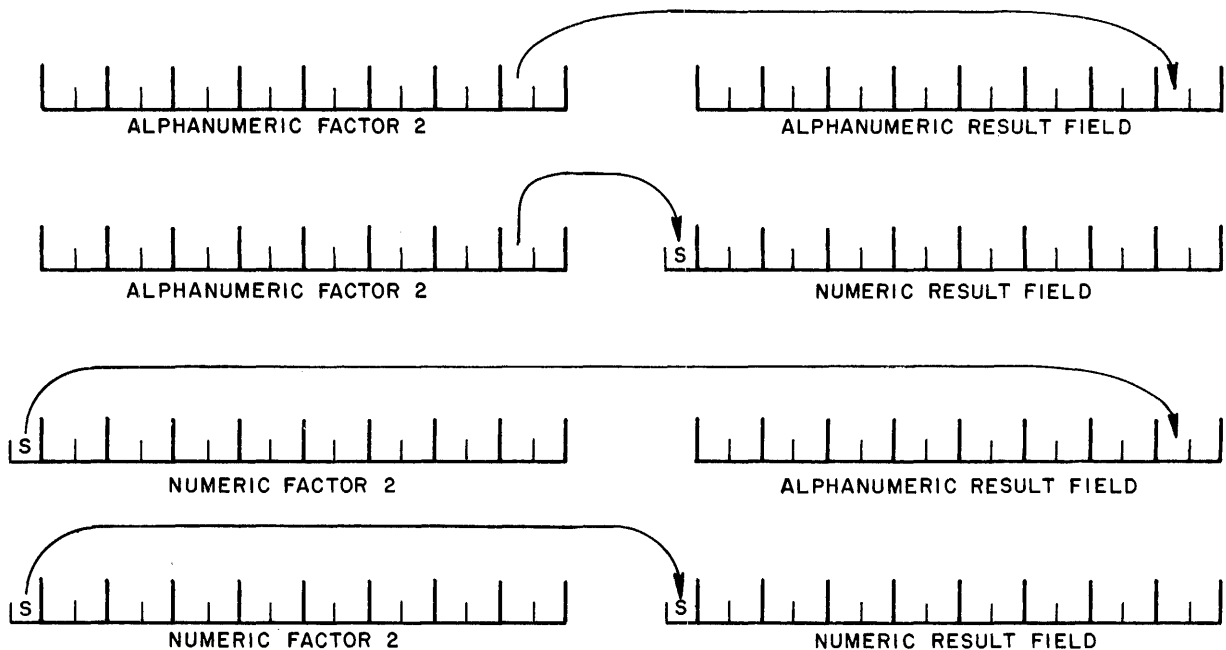 ALPHANUMERIC FACTOR 2 ALPHANUMERIC RESULT FIELD
S
ALPHANUMERIC FACTOR 2 NUMERIC RESULT FIELD
S
NUMERIC FACTOR 2 ALPHANUMERIC RESULT FIELD
S S
NUMERIC FACTOR 2 NUMERIC RESULT FIELD